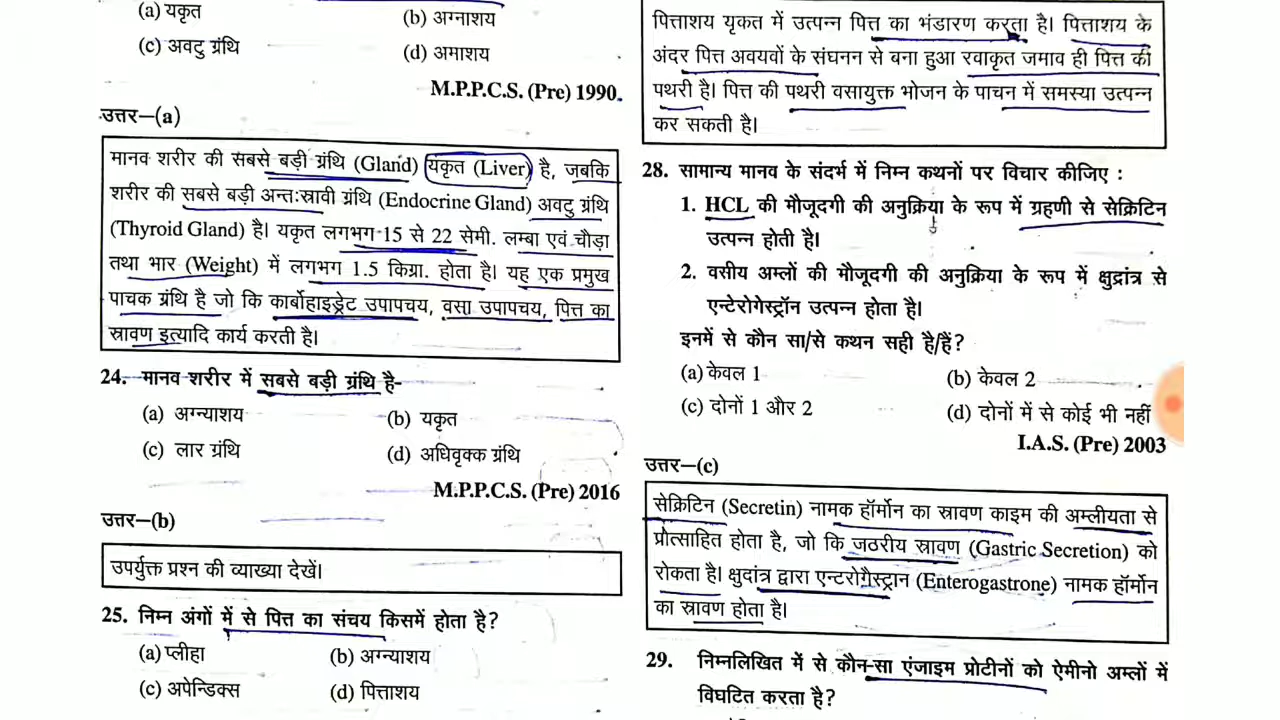 (a) यकृत (b) अग्नाशय
(c) अवटु ग्रंथि (d) अमाशय
M.P.P.C.S. (Pre) 1990.
उत्तर–(a)
मानव शरीर की सबसे बड़ी ग्रंथि (Gland) यकृत (Liver) है, जबकि
शरीर की सबसे बड़ी अन्तःस्रावी ग्रंथि (Endocrine Gland) अवटु ग्रंथि
(Thyroid Gland) है। यकृत लगभग 15 से 22 सेमी. लम्बा एवं चौड़ा
तथा भार (Weight) में लगभग 1.5 किग्रा. होता है। यह एक प्रमुख
पाचक ग्रंथि है जो कि कार्बोहाइड्रेट उपापचय, वसा उपापचय, पित्त का
स्रावण इत्यादि कार्य करती है।
24. मानव शरीर में सबसे बड़ी ग्रंथि है-
(a) अग्न्याशय (b) यकृत
(c) लार ग्रंथि (d) अधिवृक्क ग्रंथि
M.P.P.C.S. (Pre) 2016
उत्तर–(b)
उपर्युक्त प्रश्न की व्याख्या देखें।
25. निम्न अंगों में से पित्त का संचय किसमें होता है?
(a) प्लीहा (b) अग्न्याशय
(c) अपेन्डिक्स (d) पित्ताशय
पित्ताशय यृकत में उत्पन्न पित्त का भंडारण करता है। पित्ताशय के
अंदर पित्त अवयवों के संघनन से बना हुआ रवाकृत जमाव ही पित्त की
पथरी है। पित्त की पथरी वसायुक्त भोजन के पाचन में समस्या उत्पन्न
कर सकती है।
28. सामान्य मानव के संदर्भ में निम्न कथनों पर विचार कीजिए :
1. HCL की मौजूदगी की अनुक्रिया के रूप में ग्रहणी से सेक्रिटिन
उत्पन्न होती है।
2. वसीय अम्लों की मौजूदगी की अनुक्रिया के रूप में क्षुद्रांत्र से
एन्टेरोगेस्ट्रॉन उत्पन्न होता है।
इनमें से कौन सा/से कथन सही है/हैं?
(a) केवल 1 (b) केवल 2
(c) दोनों 1 और 2 (d) दोनों में से कोई भी नहीं
I.A.S. (Pre) 2003
उत्तर–(c)
सेक्रिटिन (Secretin) नामक हॉर्मोन का स्रावण काइम की अम्लीयता से
प्रोत्साहित होता है, जो कि जठरीय स्रावण (Gastric Secretion) को
रोकता है। क्षुदांत्र द्वारा एन्टरोगैस्ट्रान (Enterogastrone) नामक हॉर्मोन
का स्रावण होता है।
29. निम्नलिखित में से कौन-सा एंजाइम प्रोटीनों को ऐमीनो अम्लों में
विघटित करता है?